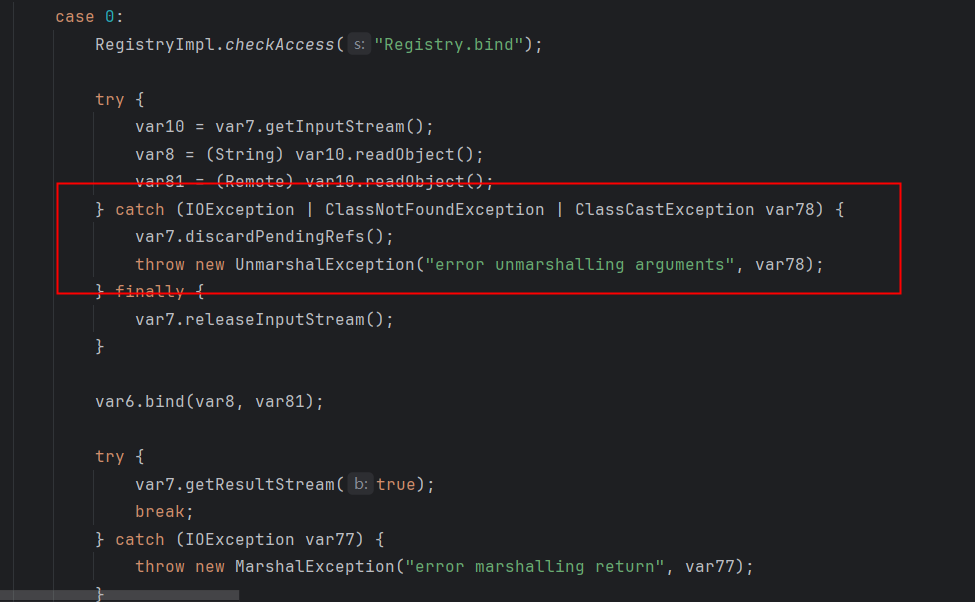 case 0:
RegistryImpl.checkAccess( s: "Registry.bind");
try {
var10 = var7.getInputStream();
var8 = (String) var10.readObject();
var81 = (Remote) var10.readObject();
} catch (IOException | ClassNotFoundException | ClassCastException var78) {
var7.discardPendingRefs();
throw new UnmarshalException("error unmarshalling arguments", var78);
} finally {
var7.releaseInputStream();
}
var6.bind(var8, var81);
try {
var7.getResultStream( b: true);
break;
} catch (IOException var77) {
throw new MarshalException("error marshalling return", var77);
}